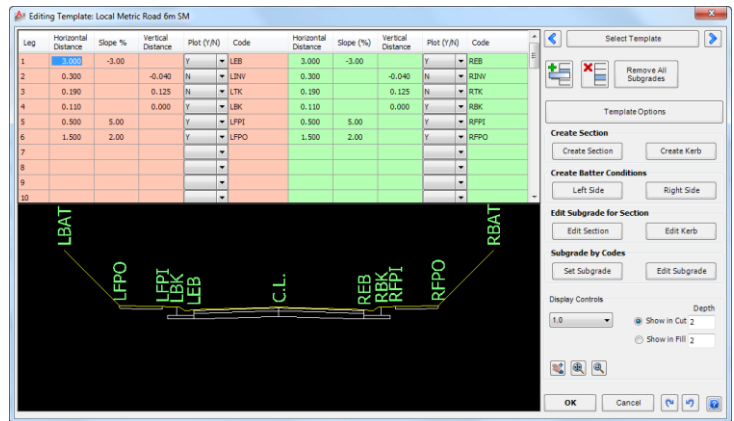 Editing Template: Local Metric Road 6m SM
Leg Horizontal Distance Slope % Vertical Distance Plot (Y/N) Code Horizontal Distance Slope (%) Vertical Distance Plot (Y/N) Code
1 3.000 -3.00 Y LEB 3.000 -3.00 Y REB
2 0.300 -0.040 N LINV 0.300 -0.040 N RINV
3 0.190 0.125 N LTK 0.190 0.125 N RTK
4 0.110 0.000 Y LBK 0.110 0.000 Y RBK
5 0.500 5.00 Y LFPI 0.500 5.00 Y RFPI
6 1.500 2.00 Y LFPO 1.500 2.00 Y RFPO
7
8
9
10
LBAT
LFPO
LFPI
LBK
LEB
C.L.
REB
RBK
RFPI
RFPO
RBAT
Select Template
Remove All Subgrades
Template Options
Create Section
Create Section Create Kerb
Create Batter Conditions
Left Side Right Side
Edit Subgrade for Section
Edit Section Edit Kerb
Subgrade by Codes
Set Subgrade Edit Subgrade
Display Controls
Depth
1.0 Show in Cut 2
Show in Fill 2
OK Cancel